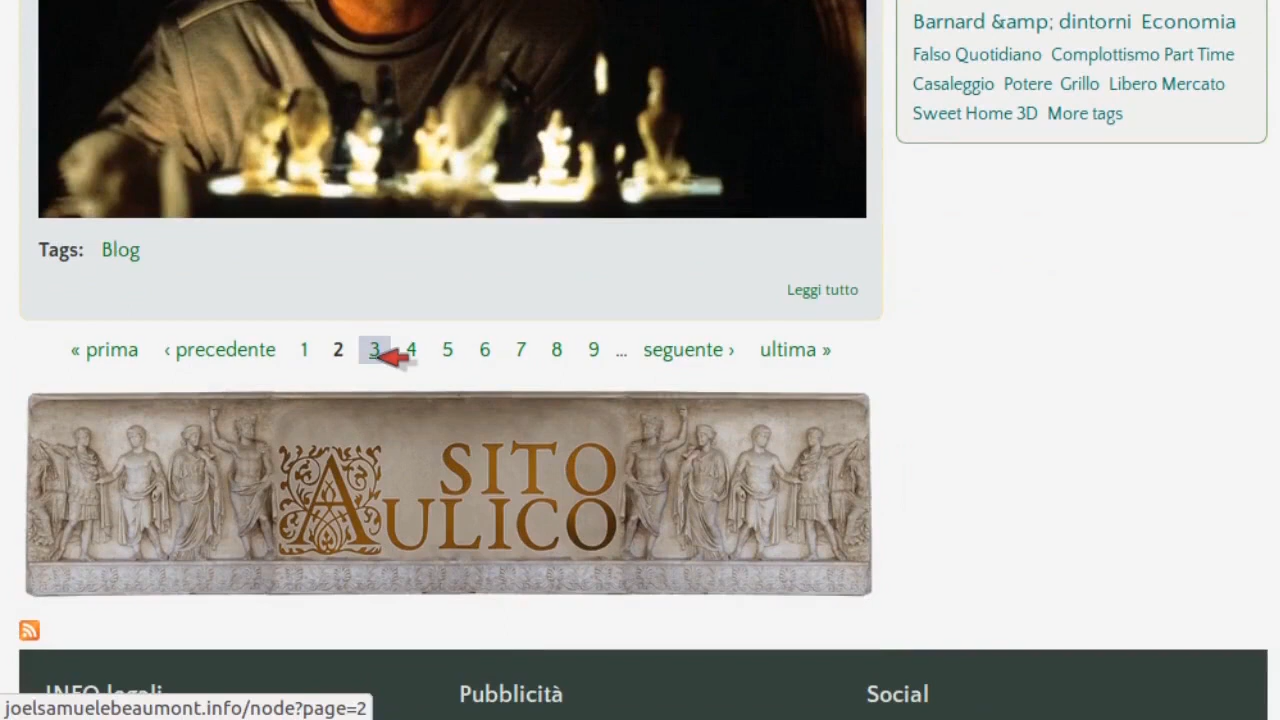 Barnard &amp; dintorni Economia
Falso Quotidiano Complottismo Part Time
Casaleggio Potere Grillo Libero Mercato
Sweet Home 3D More tags
Tags: Blog
Leggi tutto
« prima ‹ precedente 1 2 3 4 5 6 7 8 9 … seguente › ultima »
SITO
AULICO
INFO legali Pubblicità Social
joelsamuelebeaumont.info/node?page=2